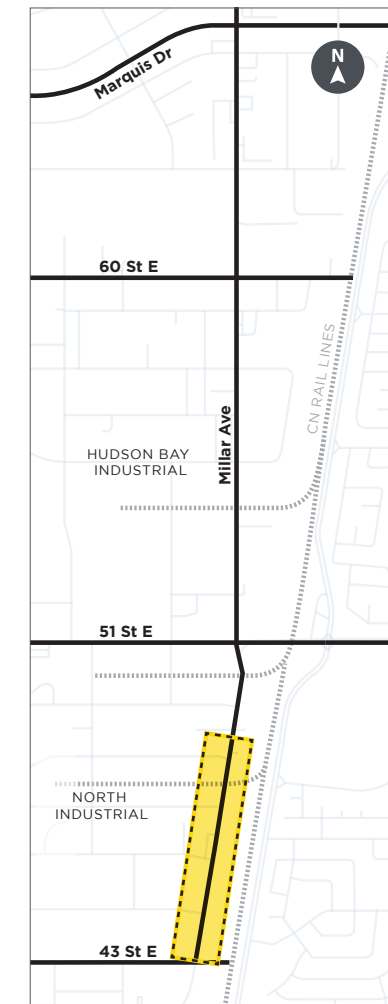 N
Marquis Dr
60 St E
CN RAIL LINES
Millar Ave
HUDSON BAY
INDUSTRIAL
51 St E
NORTH
INDUSTRIAL
43 St E